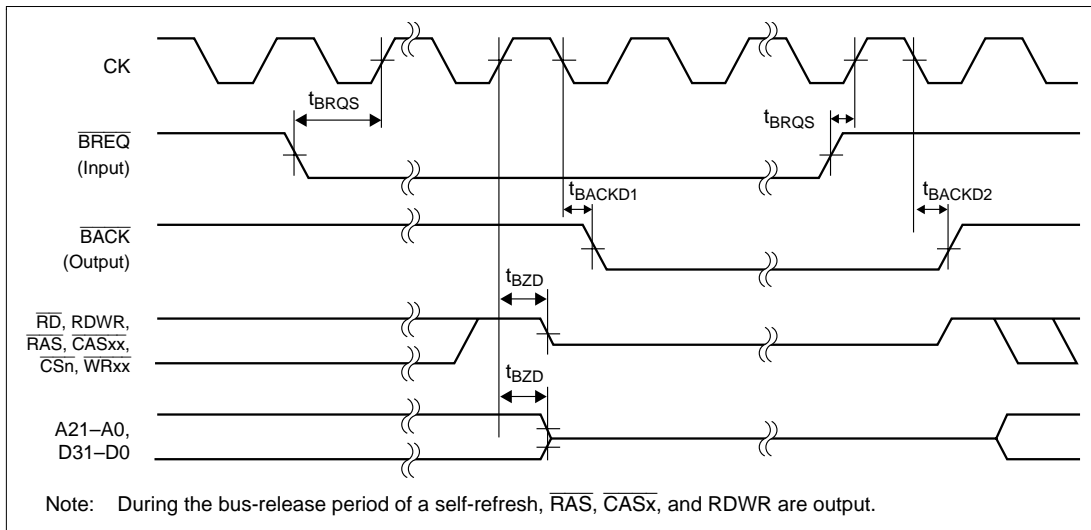 CK
tBRQS
tBRQS
BREQ
(Input)
tBACKD1
tBACKD2
BACK
(Output)
tBZD
RD, RDWR,
RAS, CASxx,
CSn, WRxx
tBZD
A21–A0,
D31–D0
Note: During the bus-release period of a self-refresh, RAS, CASx, and RDWR are output.